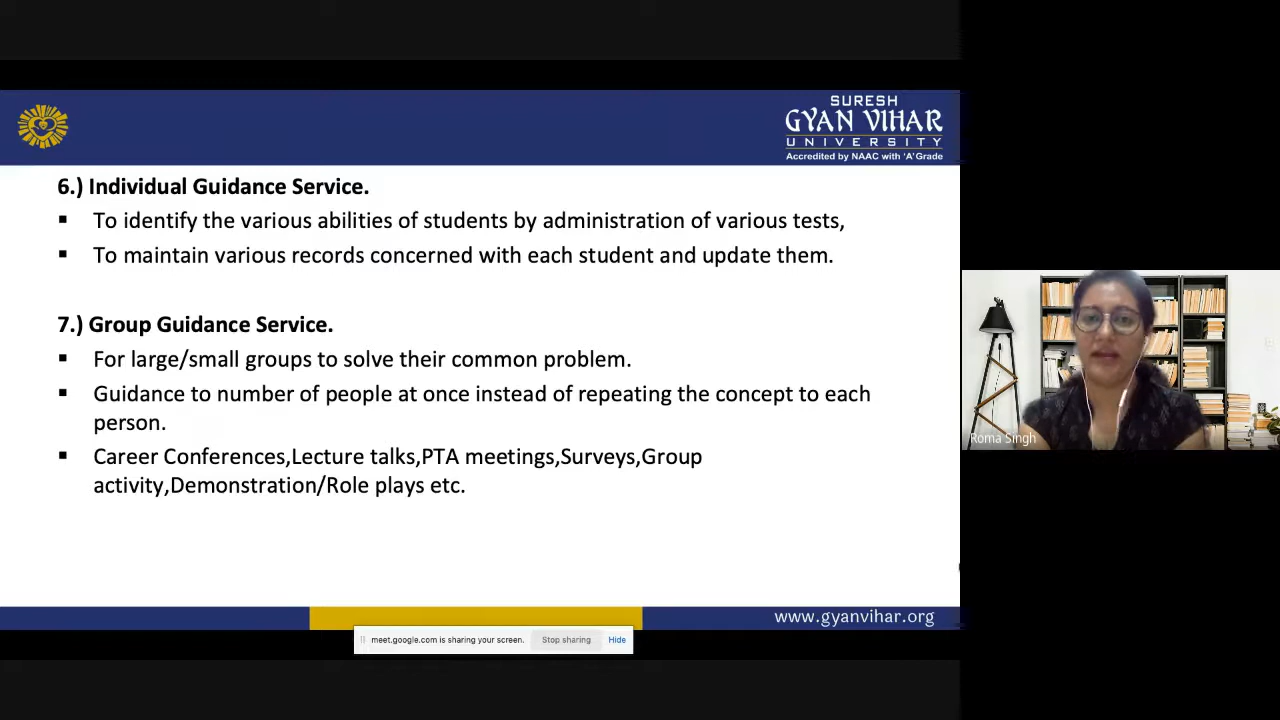 SURESH
GYAN VIHAR
UNIVERSITY
Accredited by NAAC with 'A' Grade
6.) Individual Guidance Service.
▪ To identify the various abilities of students by administration of various tests,
▪ To maintain various records concerned with each student and update them.
7.) Group Guidance Service.
▪ For large/small groups to solve their common problem.
▪ Guidance to number of people at once instead of repeating the concept to each
person.
▪ Career Conferences,Lecture talks,PTA meetings,Surveys,Group
activity,Demonstration/Role plays etc.
Roma Singh
www.gyanvihar.org
meet.google.com is sharing your screen. Stop sharing Hide